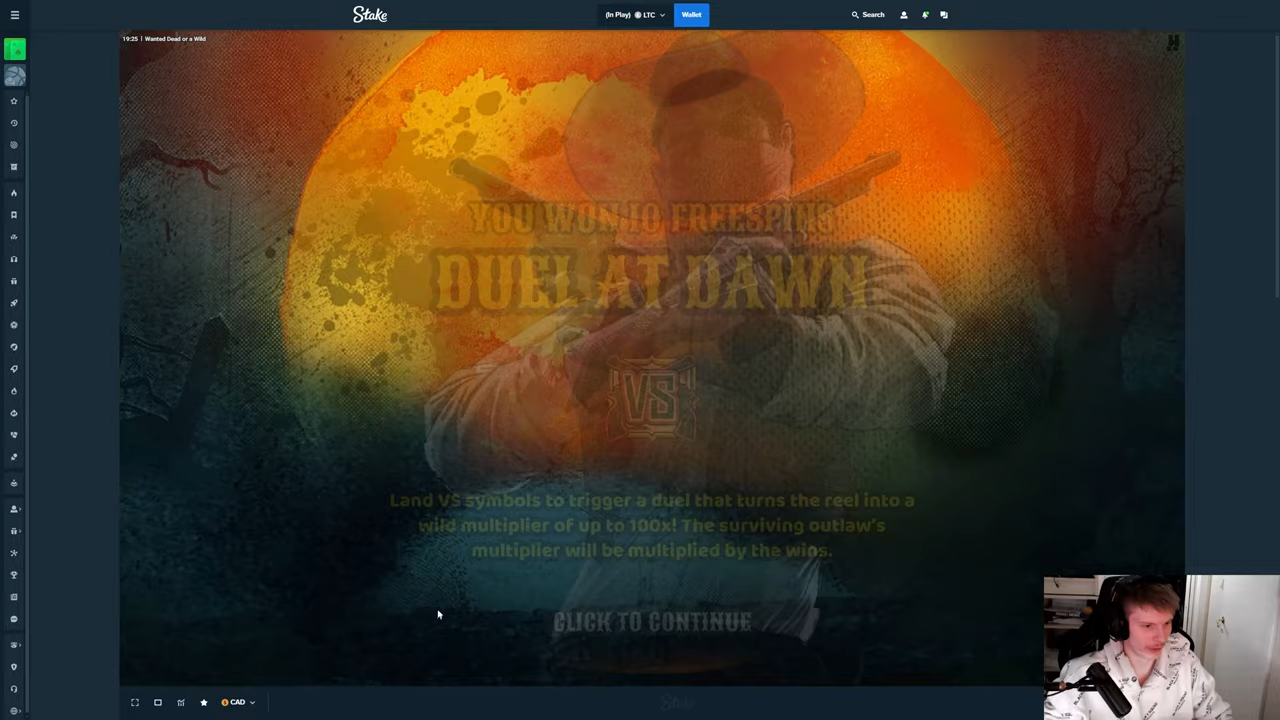 Stake
(In Play) LTC
Wallet
Search
19:25 | Wanted Dead or a Wild
YOU WON 10 FREESPINS
DUEL AT DAWN
VS
Land VS symbols to trigger a duel that turns the reel into a
wild multiplier of up to 100x! The surviving outlaw's
multiplier will be multiplied by the wins.
CLICK TO CONTINUE
CAD
Stake